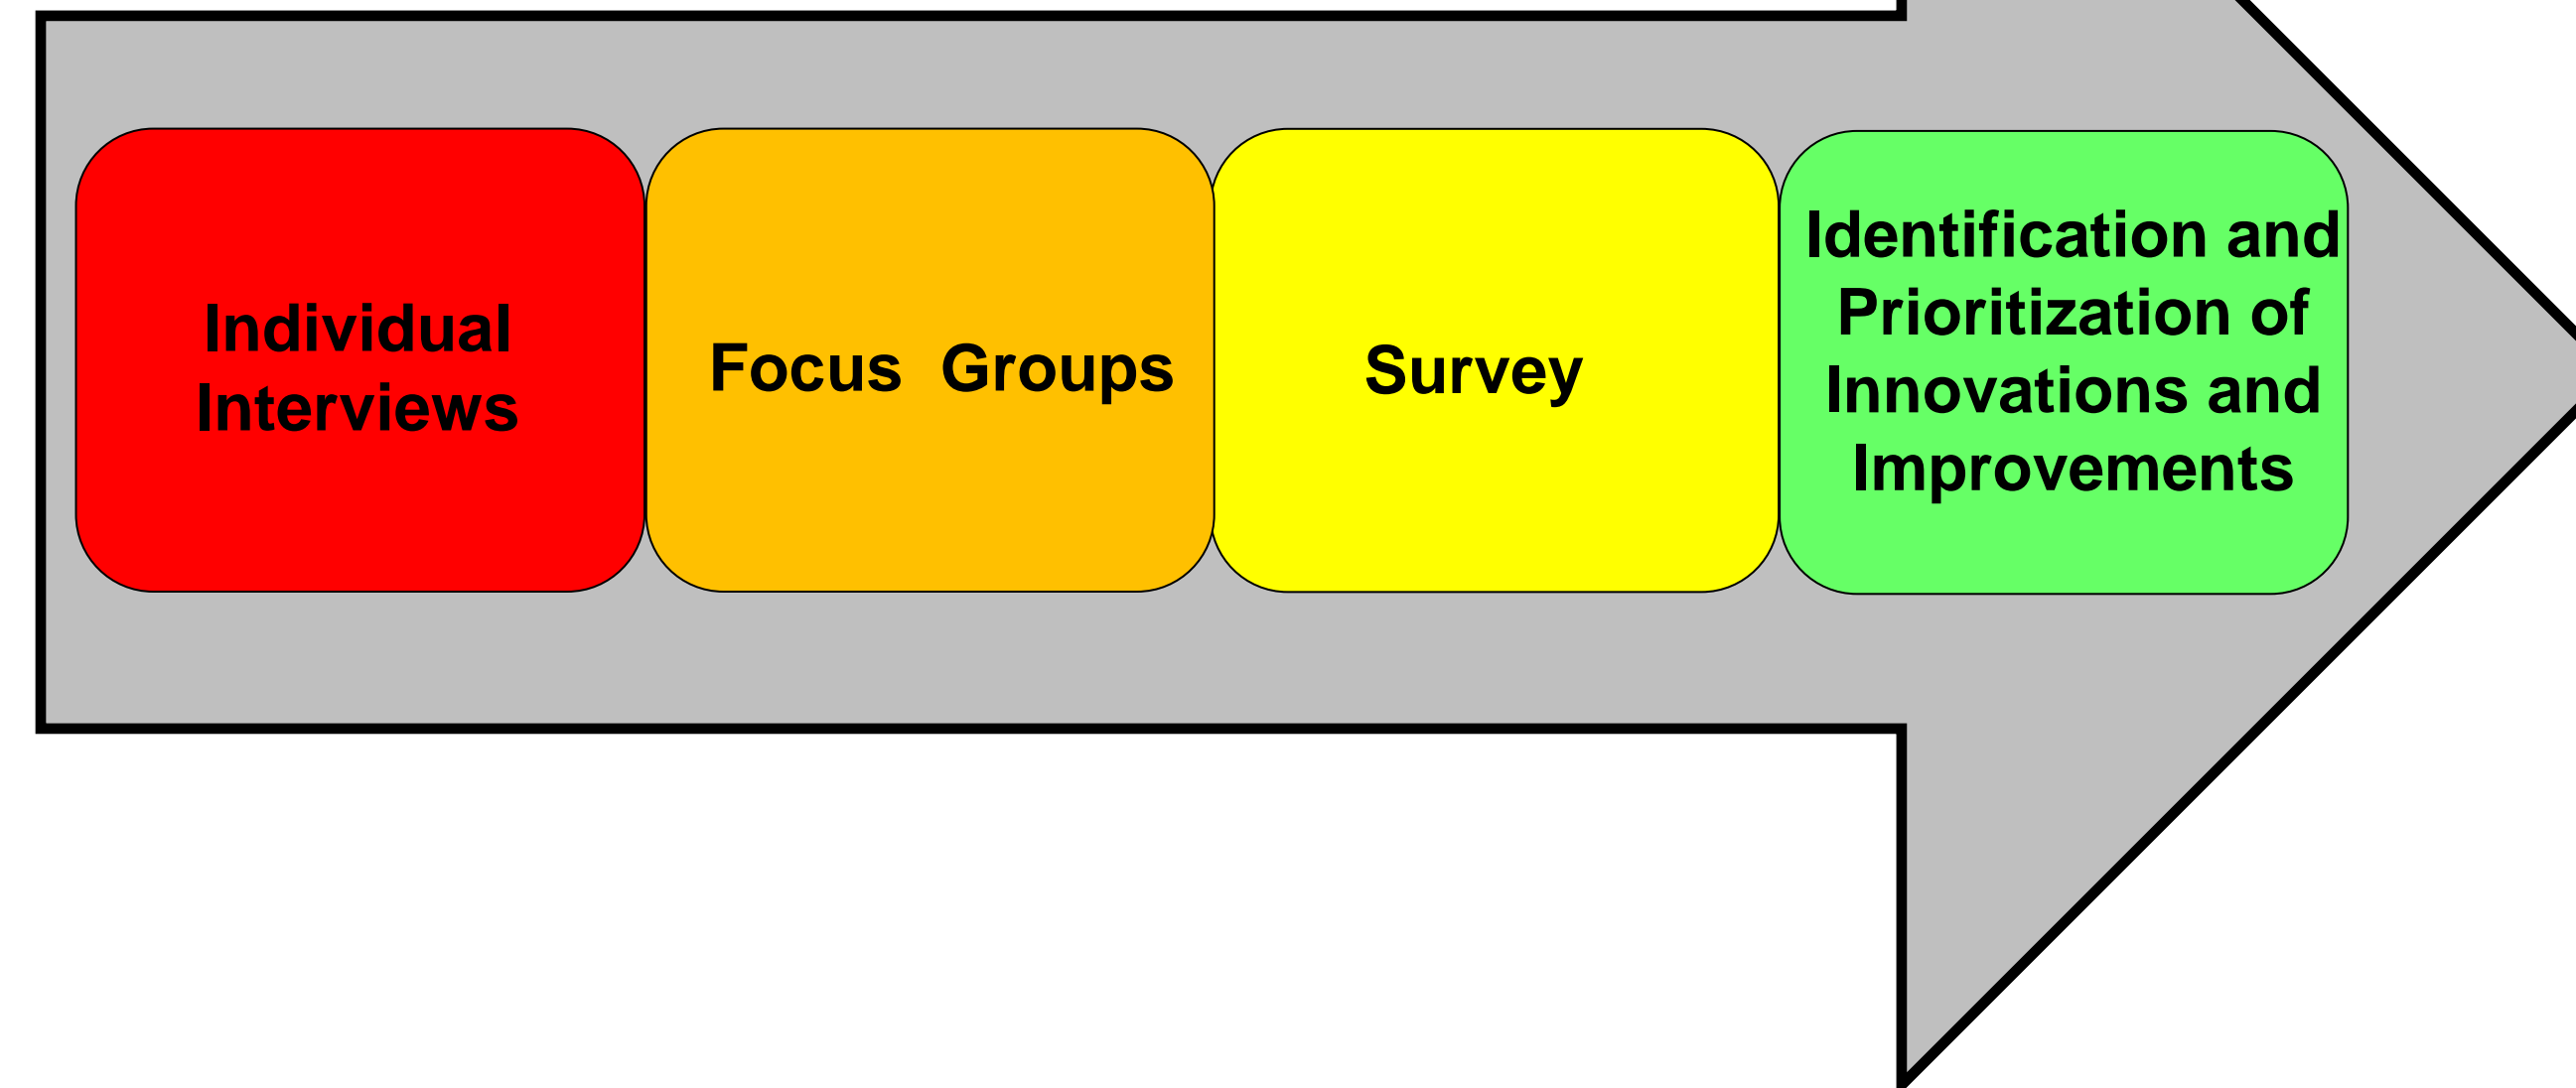 Individual
Interviews
Focus  Groups
Survey
Identification and
Prioritization of
Innovations and
Improvements